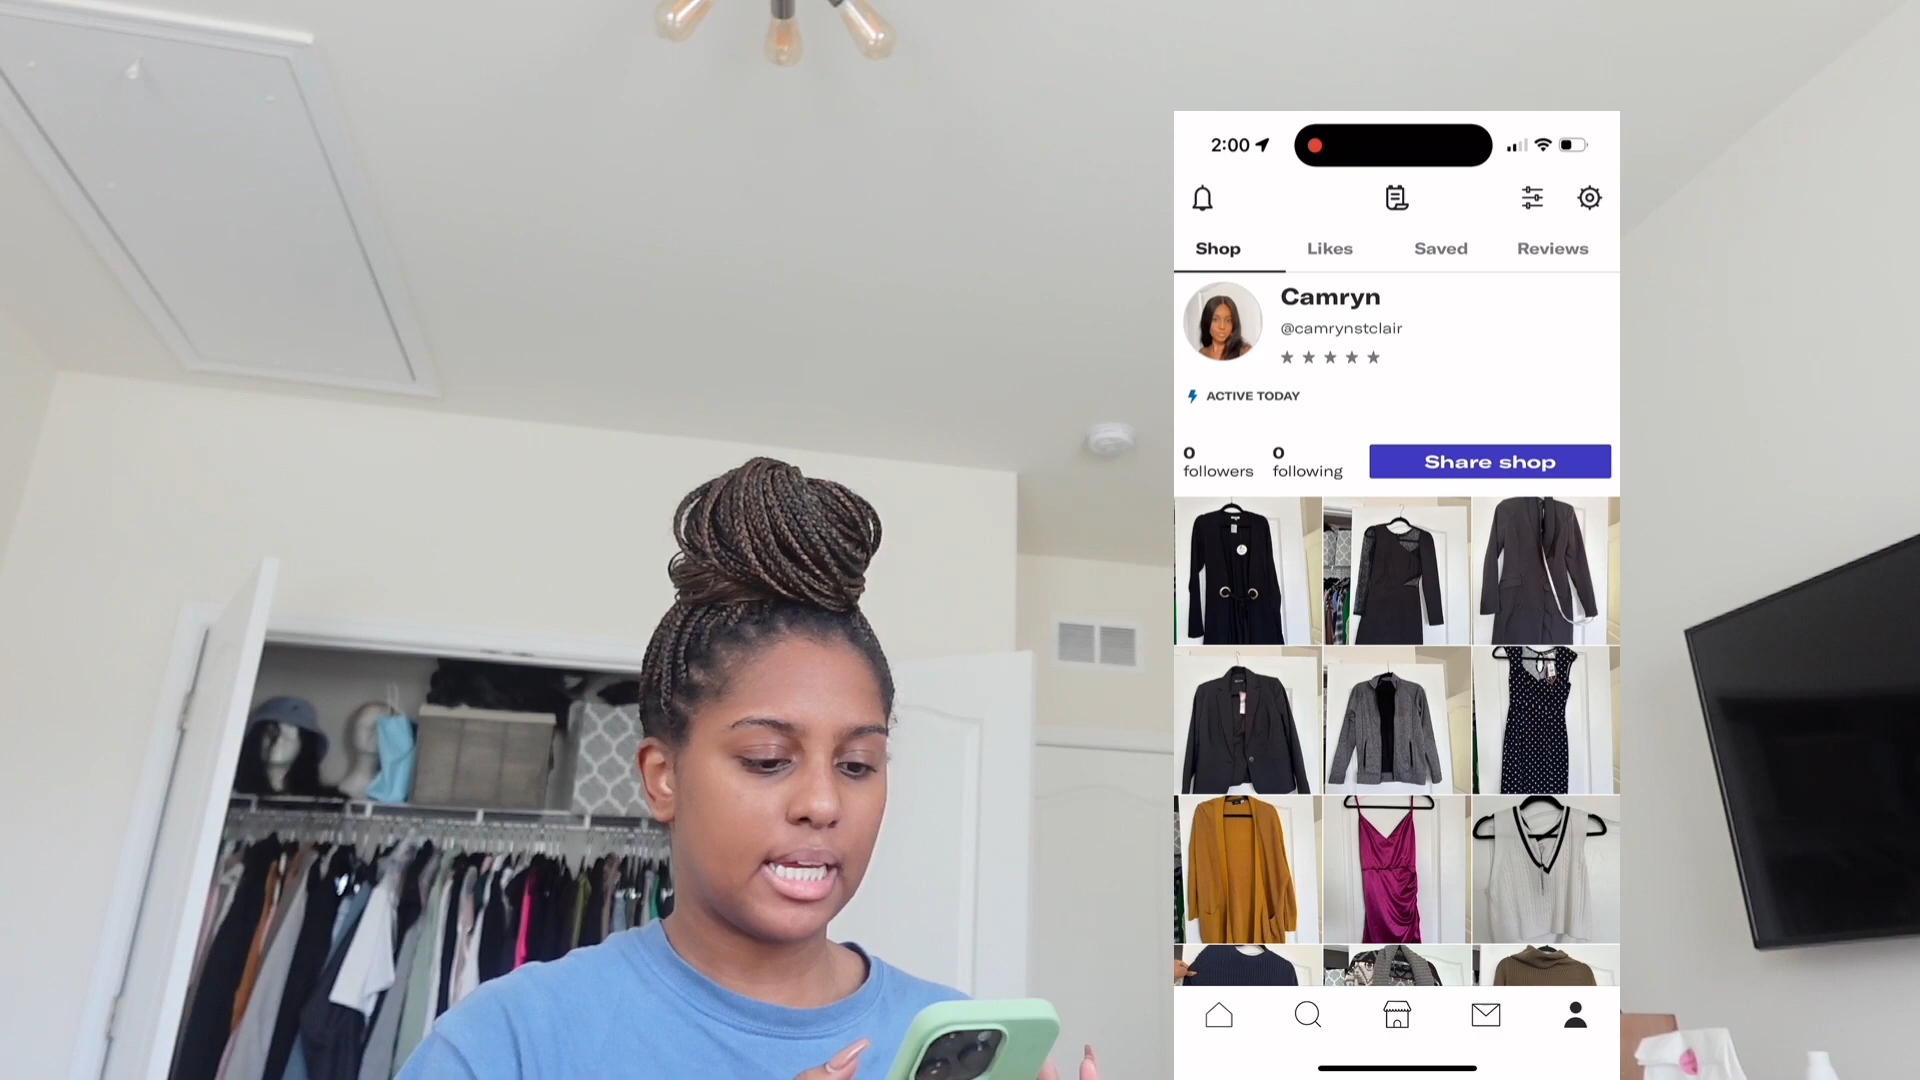 2:00
Shop Likes Saved Reviews
Camryn
@camrynstclair
ACTIVE TODAY
0 followers
0 following
Share shop